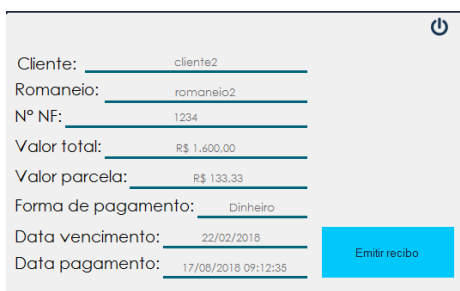 Cliente: cliente2
Romaneio: romaneio2
Nº NF: 1234
Valor total: R$ 1.600,00
Valor parcela: R$ 133,33
Forma de pagamento: Dinheiro
Data vencimento: 22/02/2018
Data pagamento: 17/08/2018 09:12:35
Emitir recibo